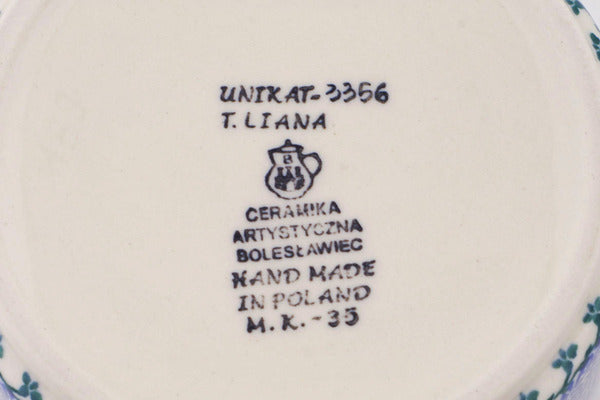 UNIKAT-3356
T. LIANA
B
CERAMIKA
ARTYSTYCZNA
BOLESŁAWIEC
HAND MADE
IN POLAND
M.K.-35